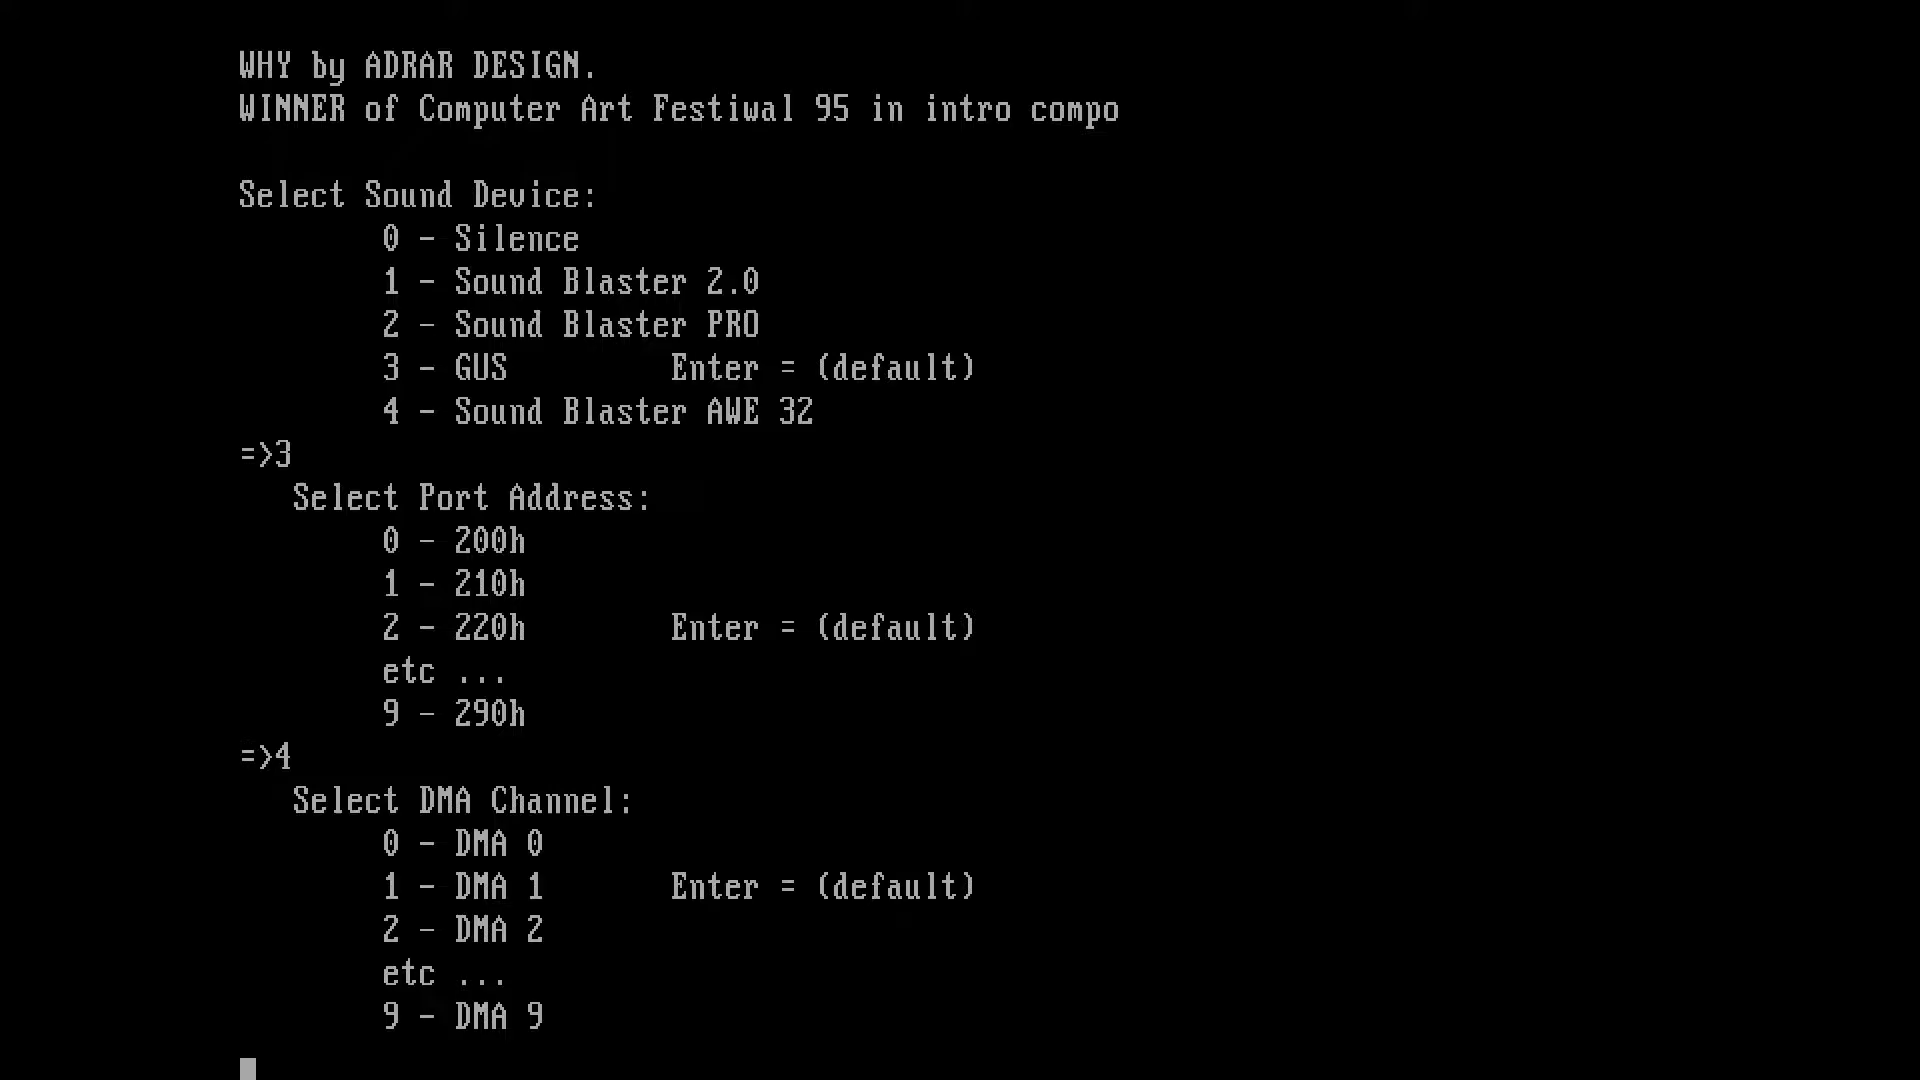 WHY by ADRAR DESIGN.
WINNER of Computer Art Festiwal 95 in intro compo
Select Sound Device:
0 - Silence
1 - Sound Blaster 2.0
2 - Sound Blaster PRO
3 - GUS Enter = (default)
4 - Sound Blaster AWE 32
=>3
Select Port Address:
0 - 200h
1 - 210h
2 - 220h Enter = (default)
etc ...
9 - 290h
=>4
Select DMA Channel:
0 - DMA 0
1 - DMA 1 Enter = (default)
2 - DMA 2
etc ...
9 - DMA 9